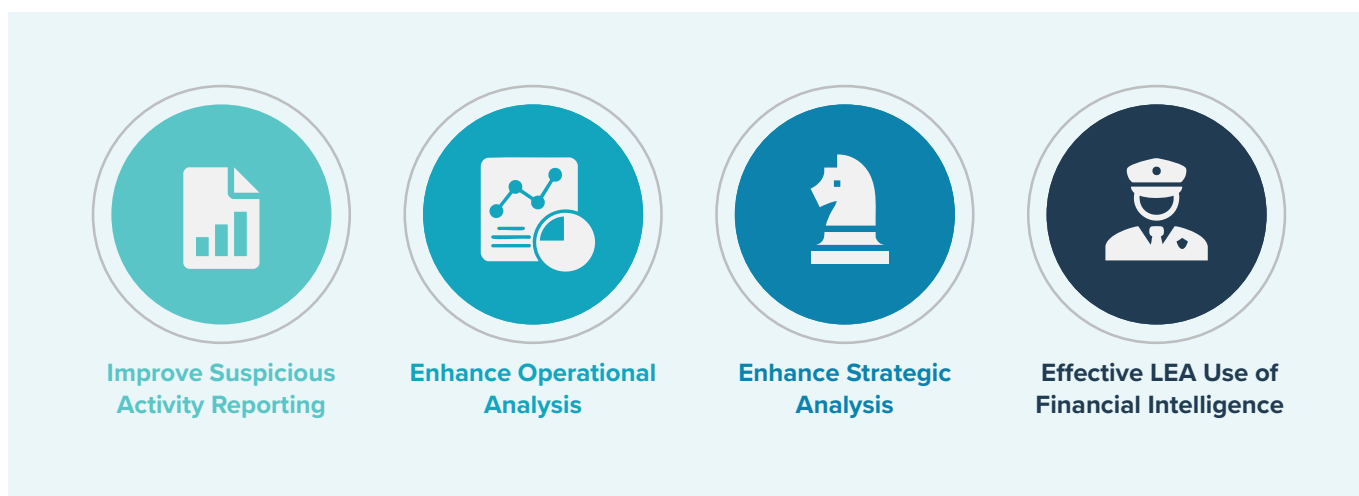 Improve Suspicious
Activity Reporting
Enhance Operational
Analysis
Enhance Strategic
Analysis
Effective LEA Use of
Financial Intelligence